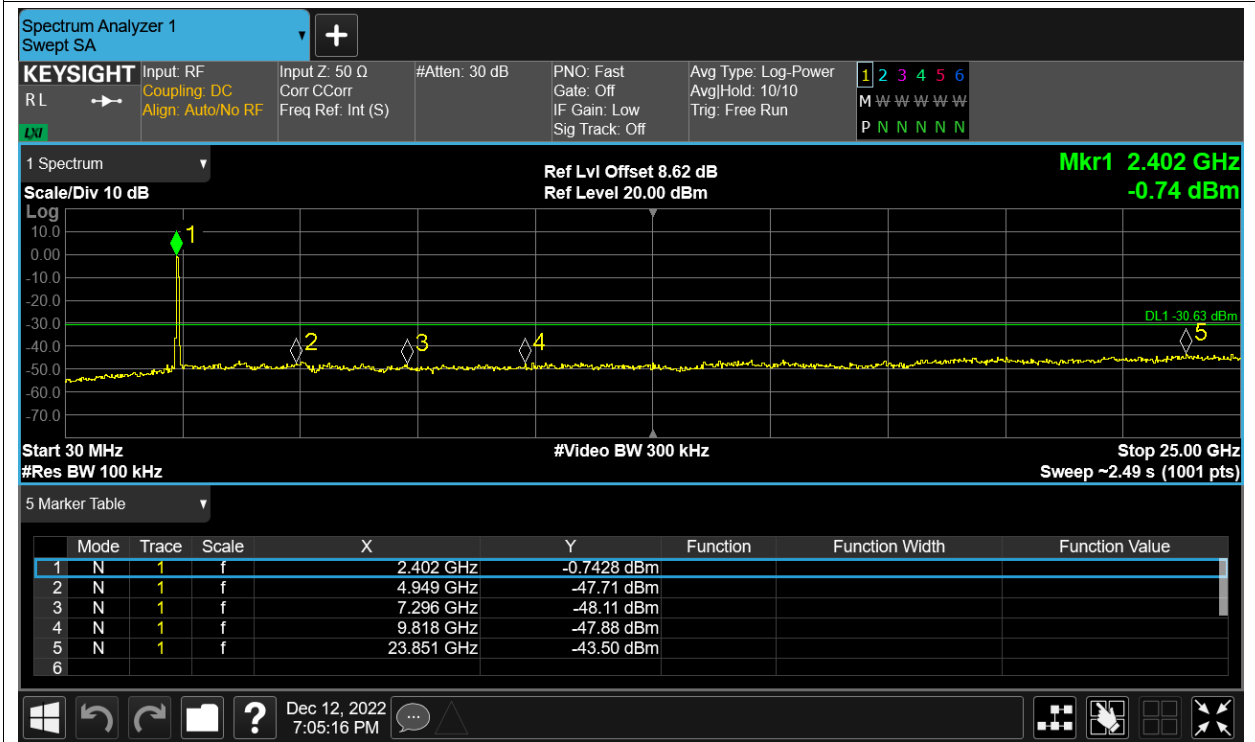 Spectrum Analyzer 1
Swept SA
+
KEYSIGHT
R L
LXI
Input: RF
Coupling: DC
Align: Auto/No RF
Input Z: 50 Ω
Corr CCorr
Freq Ref: Int (S)
#Atten: 30 dB
PNO: Fast
Gate: Off
IF Gain: Low
Sig Track: Off
Avg Type: Log-Power
Avg|Hold: 10/10
Trig: Free Run
1 2 3 4 5 6
M W W W W W
P N N N N N
1 Spectrum
Scale/Div 10 dB
Ref Lvl Offset 8.62 dB
Ref Level 20.00 dBm
Mkr1 2.402 GHz
-0.74 dBm
Log
10.0
0.00
-10.0
-20.0
-30.0
-40.0
-50.0
-60.0
-70.0
1
2
3
4
DL1 -30.63 dBm
5
Start 30 MHz
#Res BW 100 kHz
#Video BW 300 kHz
Stop 25.00 GHz
Sweep ~2.49 s (1001 pts)
5 Marker Table
Mode Trace Scale X Y Function Function Width Function Value
1 N 1 f 2.402 GHz -0.7428 dBm
2 N 1 f 4.949 GHz -47.71 dBm
3 N 1 f 7.296 GHz -48.11 dBm
4 N 1 f 9.818 GHz -47.88 dBm
5 N 1 f 23.851 GHz -43.50 dBm
6
?
Dec 12, 2022
7:05:16 PM